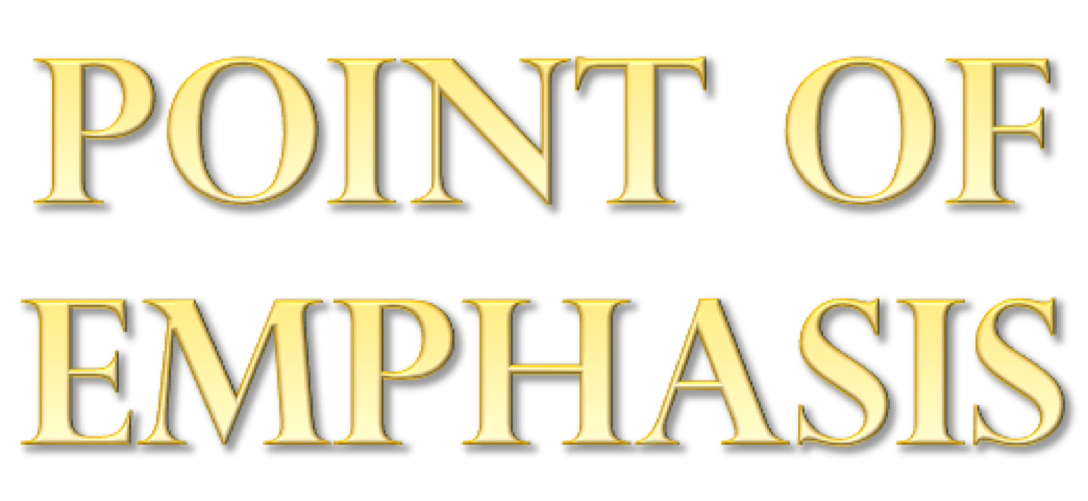 POINT OF
EMPHASIS